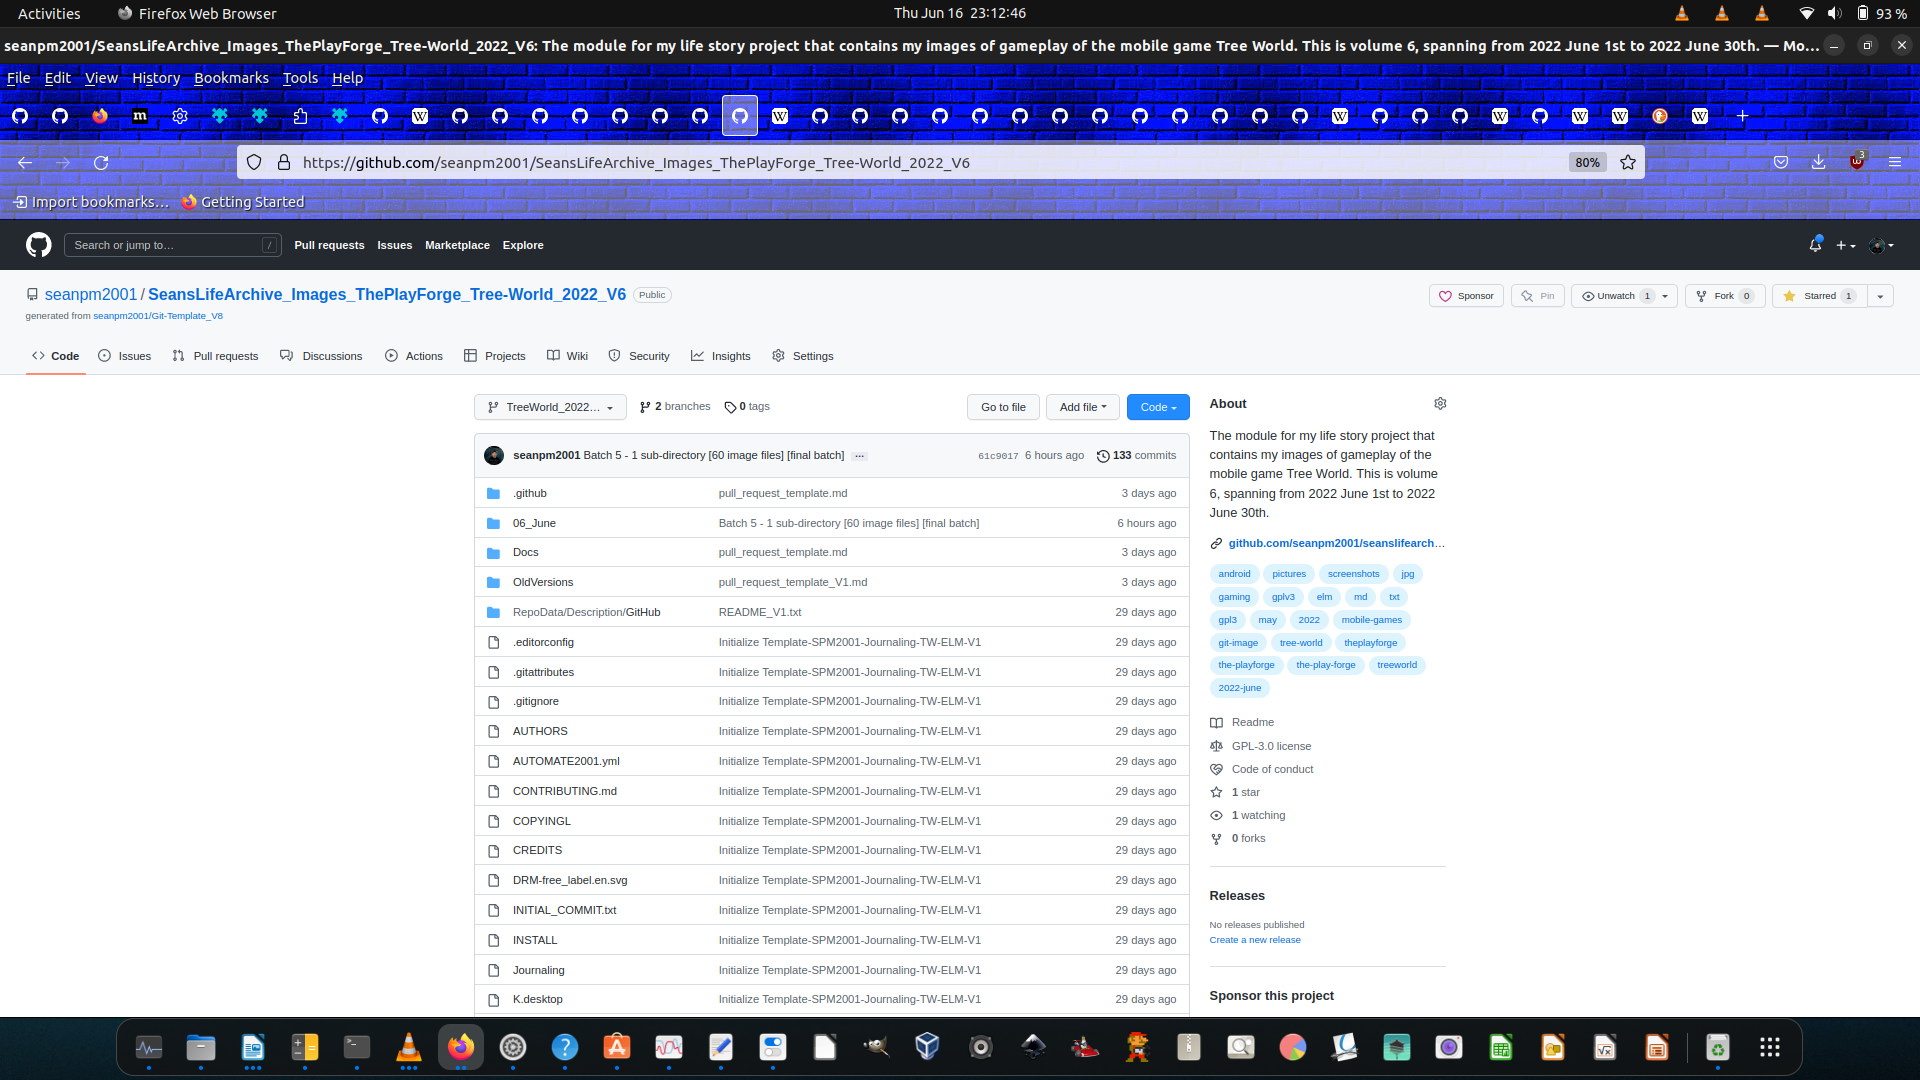 Activities
Firefox Web Browser
Thu Jun 16 23:12:46
93 %
seanpm2001/SeansLifeArchive_Images_ThePlayForge_Tree-World_2022_V6: The module for my life story project that contains my images of gameplay of the mobile game Tree World. This is volume 6, spanning from 2022 June 1st to 2022 June 30th. — Mo…
File Edit View History Bookmarks Tools Help
https://github.com/seanpm2001/SeansLifeArchive_Images_ThePlayForge_Tree-World_2022_V6
80%
3
Import bookmarks…
Getting Started
Search or jump to…
/
Pull requests Issues Marketplace Explore
seanpm2001 / SeansLifeArchive_Images_ThePlayForge_Tree-World_2022_V6
Public
Sponsor
Pin
Unwatch 1
Fork 0
Starred 1
generated from seanpm2001/Git-Template_V8
Code
Issues
Pull requests
Discussions
Actions
Projects
Wiki
Security
Insights
Settings
TreeWorld_2022…
2 branches
0 tags
Go to file
Add file
Code
seanpm2001 Batch 5 - 1 sub-directory [60 image files] [final batch] …
61c9017 6 hours ago
133 commits
.github pull_request_template.md 3 days ago
06_June Batch 5 - 1 sub-directory [60 image files] [final batch] 6 hours ago
Docs pull_request_template.md 3 days ago
OldVersions pull_request_template_V1.md 3 days ago
RepoData/Description/GitHub README_V1.txt 29 days ago
.editorconfig Initialize Template-SPM2001-Journaling-TW-ELM-V1 29 days ago
.gitattributes Initialize Template-SPM2001-Journaling-TW-ELM-V1 29 days ago
.gitignore Initialize Template-SPM2001-Journaling-TW-ELM-V1 29 days ago
AUTHORS Initialize Template-SPM2001-Journaling-TW-ELM-V1 29 days ago
AUTOMATE2001.yml Initialize Template-SPM2001-Journaling-TW-ELM-V1 29 days ago
CONTRIBUTING.md Initialize Template-SPM2001-Journaling-TW-ELM-V1 29 days ago
COPYINGL Initialize Template-SPM2001-Journaling-TW-ELM-V1 29 days ago
CREDITS Initialize Template-SPM2001-Journaling-TW-ELM-V1 29 days ago
DRM-free_label.en.svg Initialize Template-SPM2001-Journaling-TW-ELM-V1 29 days ago
INITIAL_COMMIT.txt Initialize Template-SPM2001-Journaling-TW-ELM-V1 29 days ago
INSTALL Initialize Template-SPM2001-Journaling-TW-ELM-V1 29 days ago
Journaling Initialize Template-SPM2001-Journaling-TW-ELM-V1 29 days ago
K.desktop Initialize Template-SPM2001-Journaling-TW-ELM-V1 29 days ago
About
The module for my life story project that
contains my images of gameplay of the
mobile game Tree World. This is volume
6, spanning from 2022 June 1st to 2022
June 30th.
github.com/seanpm2001/seanslifearch…
android pictures screenshots jpg
gaming gplv3 elm md txt
gpl3 may 2022 mobile-games
git-image tree-world theplayforge
the-playforge the-play-forge treeworld
2022-june
Readme
GPL-3.0 license
Code of conduct
1 star
1 watching
0 forks
Releases
No releases published
Create a new release
Sponsor this project